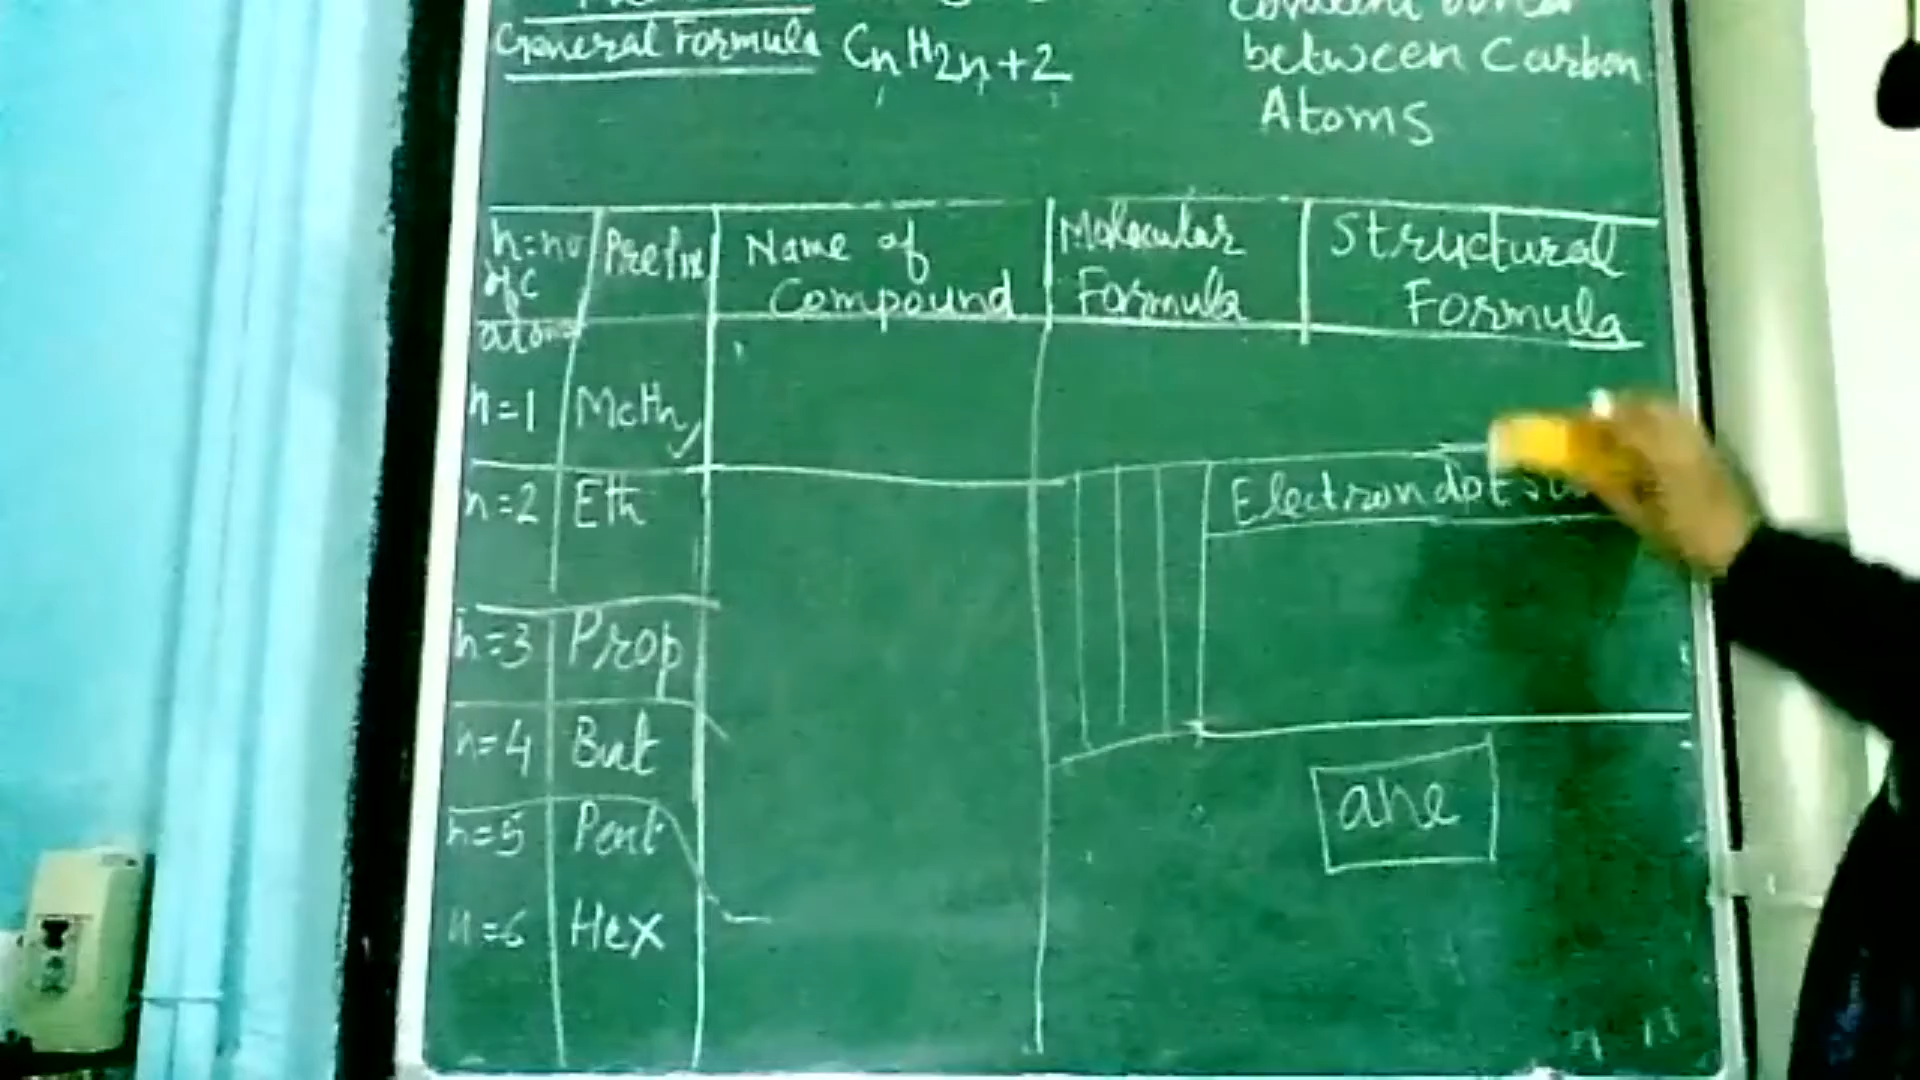 General Formula CnH2n+2
between Carbon
Atoms
n=no of C atoms
Prefix
Name of Compound
Molecular Formula
Structural Formula
n=1 Meth
n=2 Eth
n=3 Prop
n=4 But
n=5 Pent
n=6 Hex
Electron dot
ane